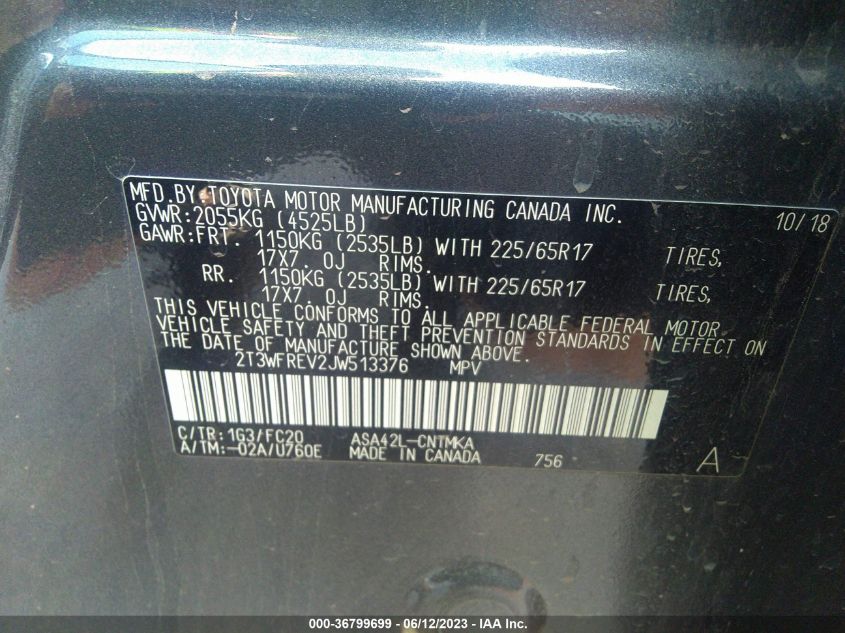 MFD.BY:TOYOTA MOTOR MANUFACTURING CANADA INC. 10/18
GVWR:2055KG (4525LB)
GAWR:FRT. 1150KG (2535LB) WITH 225/65R17 TIRES,
17X7.0J RIMS.
RR. 1150KG (2535LB) WITH 225/65R17 TIRES,
17X7.0J RIMS.
THIS VEHICLE CONFORMS TO ALL APPLICABLE FEDERAL MOTOR
VEHICLE SAFETY AND THEFT PREVENTION STANDARDS IN EFFECT ON
THE DATE OF MANUFACTURE SHOWN ABOVE.
2T3WFREV2JW513376 MPV
C/TR:1G3/FC20 ASA42L-CNTMKA
A/TM:-02A/U760E MADE IN CANADA 756 A
000-36799699 - 06/12/2023 - IAA Inc.